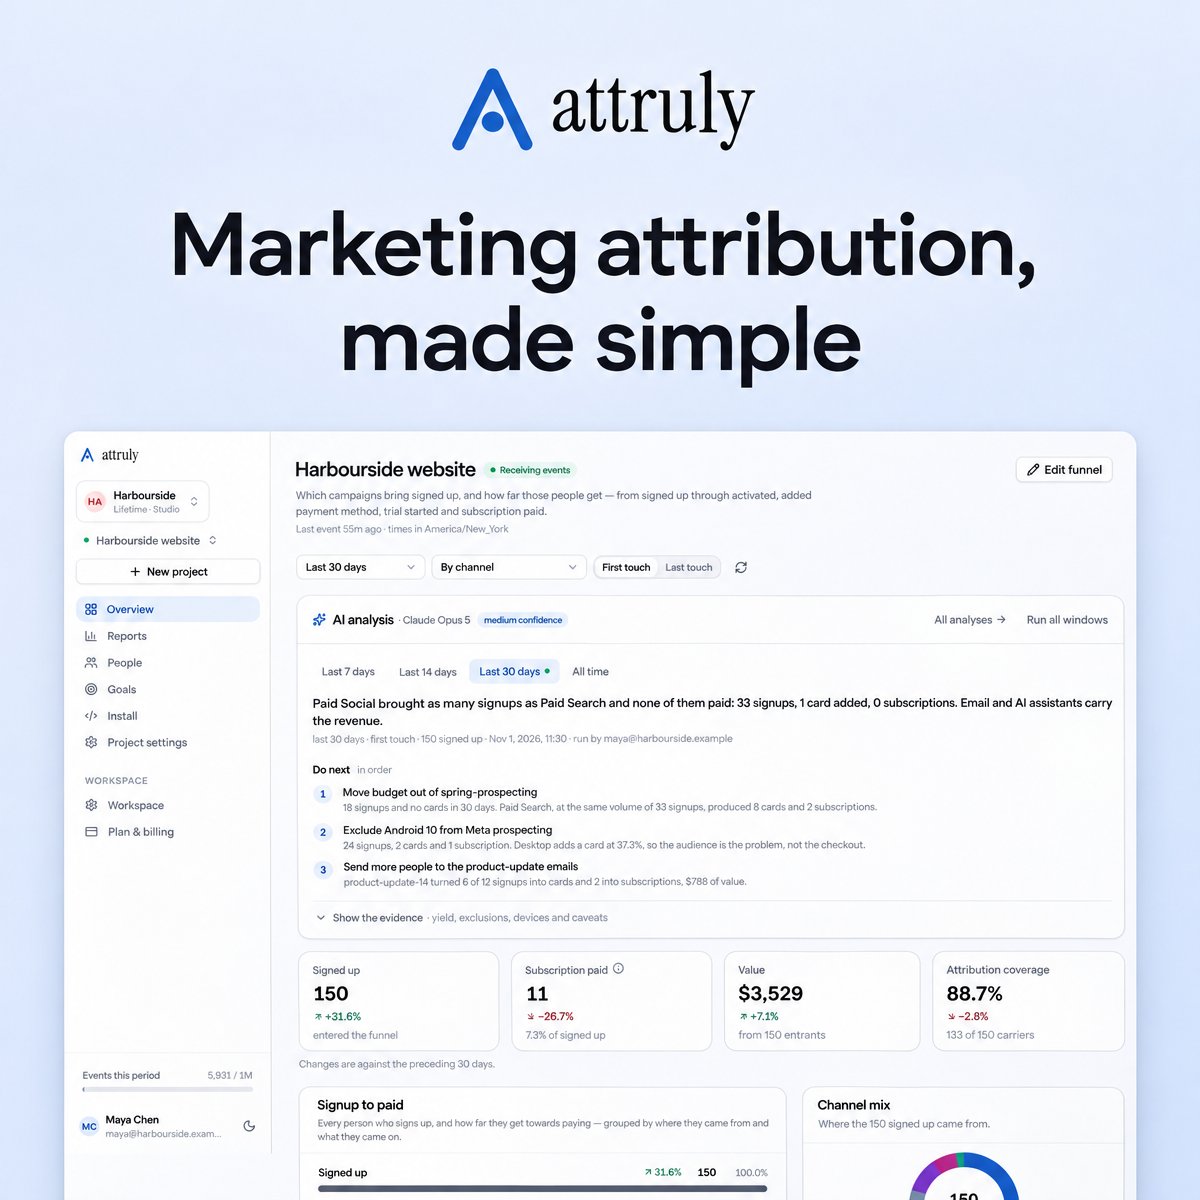 attruly
Marketing attribution,
made simple
attruly
HA
Harbourside
Lifetime · Studio
Harbourside website
+ New project
Overview
Reports
People
Goals
Install
Project settings
WORKSPACE
Workspace
Plan & billing
Events this period 5,931 / 1M
MC
Maya Chen
maya@harbourside.exam...
Harbourside website
Receiving events
Edit funnel
Which campaigns bring signed up, and how far those people get — from signed up through activated, added
payment method, trial started and subscription paid.
Last event 55m ago · times in America/New_York
Last 30 days
By channel
First touch
Last touch
AI analysis · Claude Opus 5 medium confidence
All analyses →
Run all windows
Last 7 days
Last 14 days
Last 30 days
All time
Paid Social brought as many signups as Paid Search and none of them paid: 33 signups, 1 card added, 0 subscriptions. Email and AI assistants carry
the revenue.
last 30 days · first touch · 150 signed up · Nov 1, 2026, 11:30 · run by maya@harbourside.example
Do next in order
1
Move budget out of spring-prospecting
18 signups and no cards in 30 days. Paid Search, at the same volume of 33 signups, produced 8 cards and 2 subscriptions.
2
Exclude Android 10 from Meta prospecting
24 signups, 2 cards and 1 subscription. Desktop adds a card at 37.3%, so the audience is the problem, not the checkout.
3
Send more people to the product-update emails
product-update-14 turned 6 of 12 signups into cards and 2 into subscriptions, $788 of value.
Show the evidence · yield, exclusions, devices and caveats
Signed up
150
+31.6%
entered the funnel
Subscription paid
11
−26.7%
7.3% of signed up
Value
$3,529
+7.1%
from 150 entrants
Attribution coverage
88.7%
−2.8%
133 of 150 carriers
Changes are against the preceding 30 days.
Signup to paid
Every person who signs up, and how far they get towards paying — grouped by where they came from and
what they came on.
Signed up 31.6% 150 100.0%
Channel mix
Where the 150 signed up came from.
150